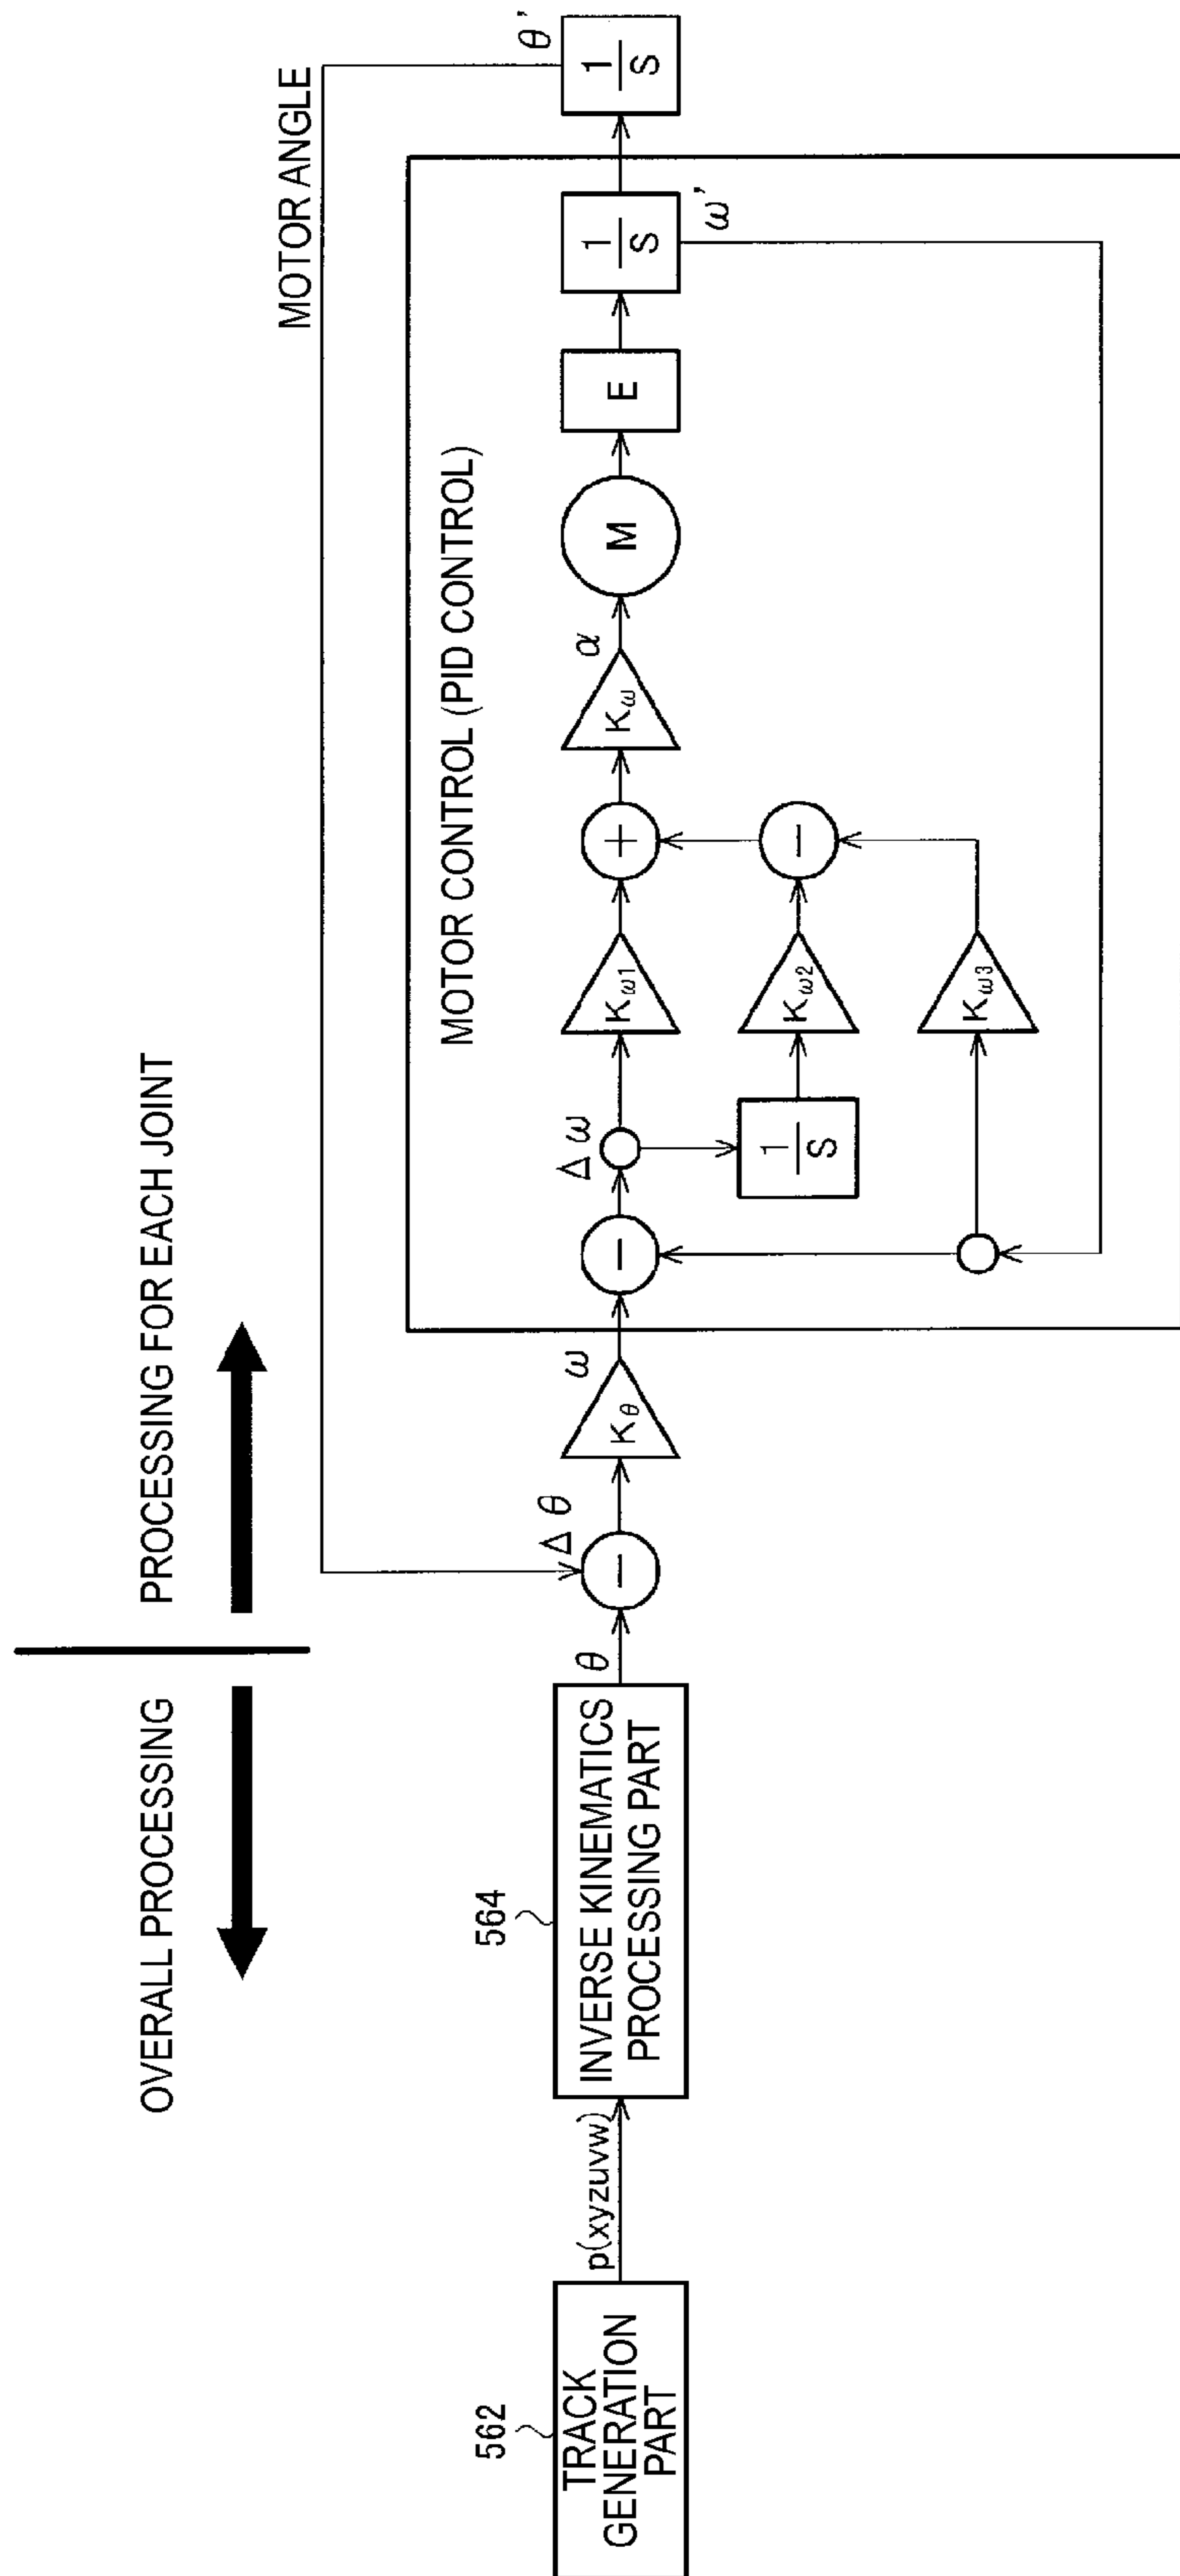 OVERALL PROCESSING
PROCESSING FOR EACH JOINT
MOTOR ANGLE
562
TRACK
GENERATION
PART
p(xyzuvw)
564
INVERSE KINEMATICS
PROCESSING PART
θ
Δθ
−
Kθ
ω
MOTOR CONTROL (PID CONTROL)
−
Δω
1
S
Kω1
Kω2
Kω3
+
−
Kω
α
M
E
1
S
ω'
1
S
θ'